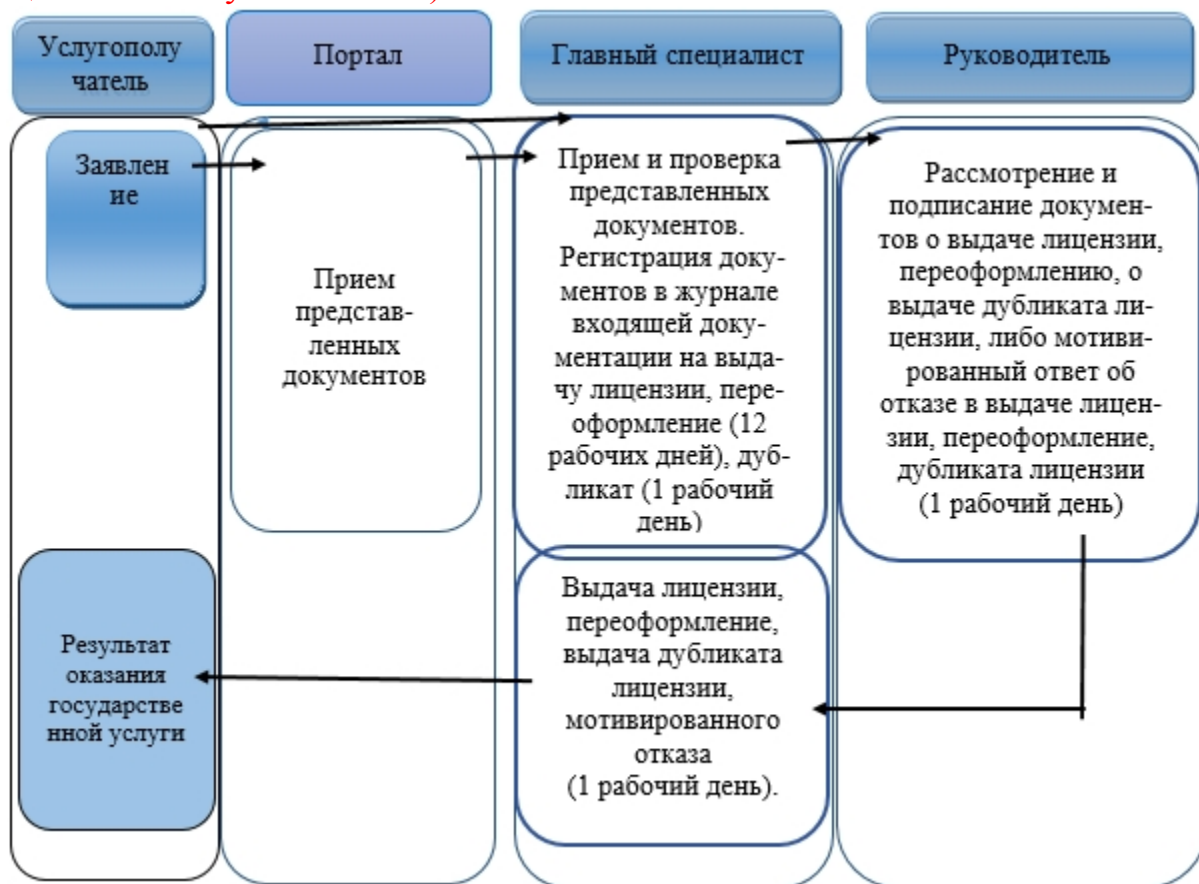 Услугополу
чатель
Портал
Главный специалист
Руководитель
Заявлен
ие
Прием
представ-
ленных
документов
Прием и проверка
представленных
документов.
Регистрация доку-
ментов в журнале
входящей доку-
ментации на выда-
чу лицензии, пере-
оформление (12
рабочих дней), дуб-
ликат (1 рабочий
день)
Рассмотрение и
подписание докумен-
тов о выдаче лицензии,
переоформлению, о
выдаче дубликата ли-
цензии, либо мотиви-
рованный ответ об
отказе в выдаче лицен-
зии, переоформление,
дубликата лицензии
(1 рабочий день)
Результат
оказания
государстве
нной услуги
Выдача лицензии,
переоформление,
выдача дубликата
лицензии,
мотивированного
отказа
(1 рабочий день).